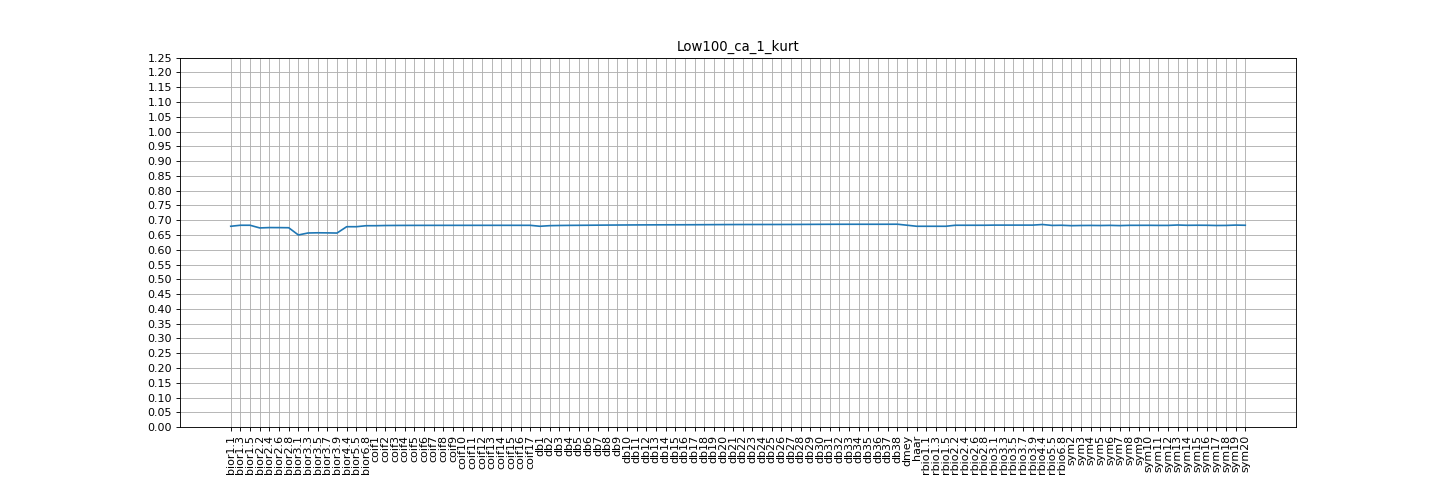 Low100_ca_1_kurt
1.25
1.20
1.15
1.10
1.05
1.00
0.95
0.90
0.85
0.80
0.75
0.70
0.65
0.60
0.55
0.50
0.45
0.40
0.35
0.30
0.25
0.20
0.15
0.10
0.05
0.00
bior1.1
bior1.3
bior1.5
bior2.2
bior2.4
bior2.6
bior2.8
bior3.1
bior3.3
bior3.5
bior3.7
bior3.9
bior4.4
bior5.5
bior6.8
coif1
coif2
coif3
coif4
coif5
coif6
coif7
coif8
coif9
coif10
coif11
coif12
coif13
coif14
coif15
coif16
coif17
db1
db2
db3
db4
db5
db6
db7
db8
db9
db10
db11
db12
db13
db14
db15
db16
db17
db18
db19
db20
db21
db22
db23
db24
db25
db26
db27
db28
db29
db30
db31
db32
db33
db34
db35
db36
db37
db38
dmey
haar
rbio1.1
rbio1.3
rbio1.5
rbio2.2
rbio2.4
rbio2.6
rbio2.8
rbio3.1
rbio3.3
rbio3.5
rbio3.7
rbio3.9
rbio4.4
rbio5.5
rbio6.8
sym2
sym3
sym4
sym5
sym6
sym7
sym8
sym9
sym10
sym11
sym12
sym13
sym14
sym15
sym16
sym17
sym18
sym19
sym20